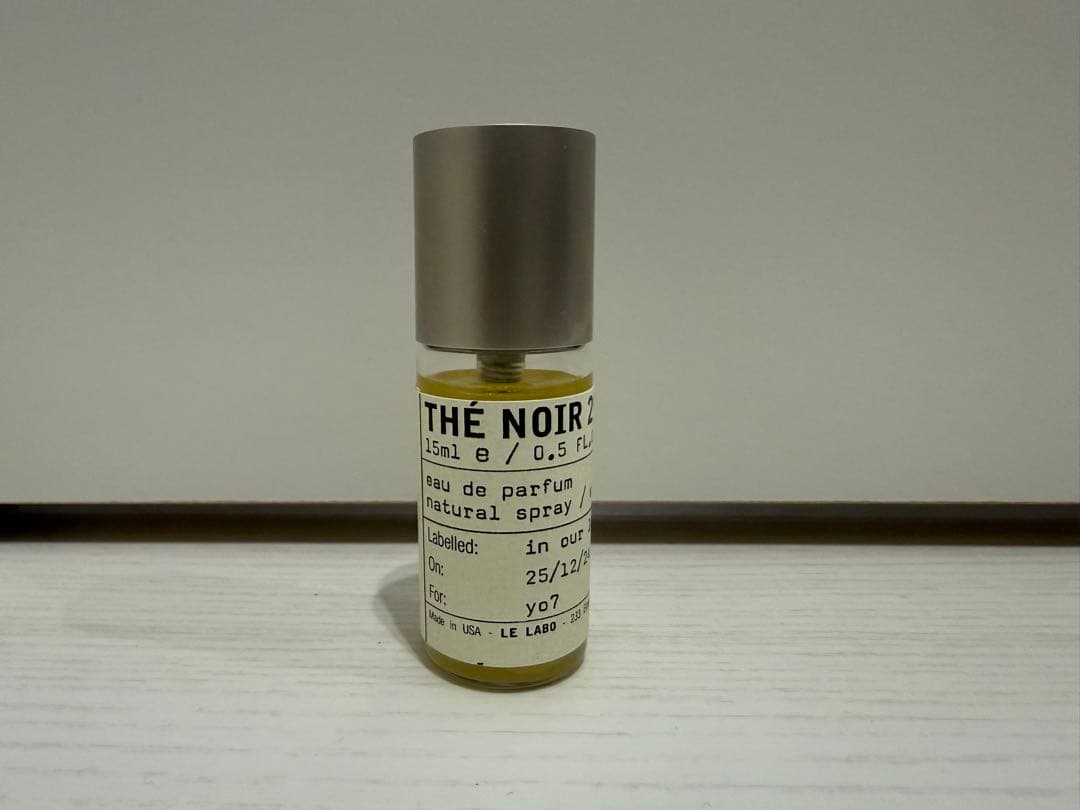 THÉ NOIR 2
15ml e / 0.5 FL.
eau de parfum
natural spray /
Labelled: in our
On: 25/12/2
For: yo7
Made in USA - LE LABO - 233